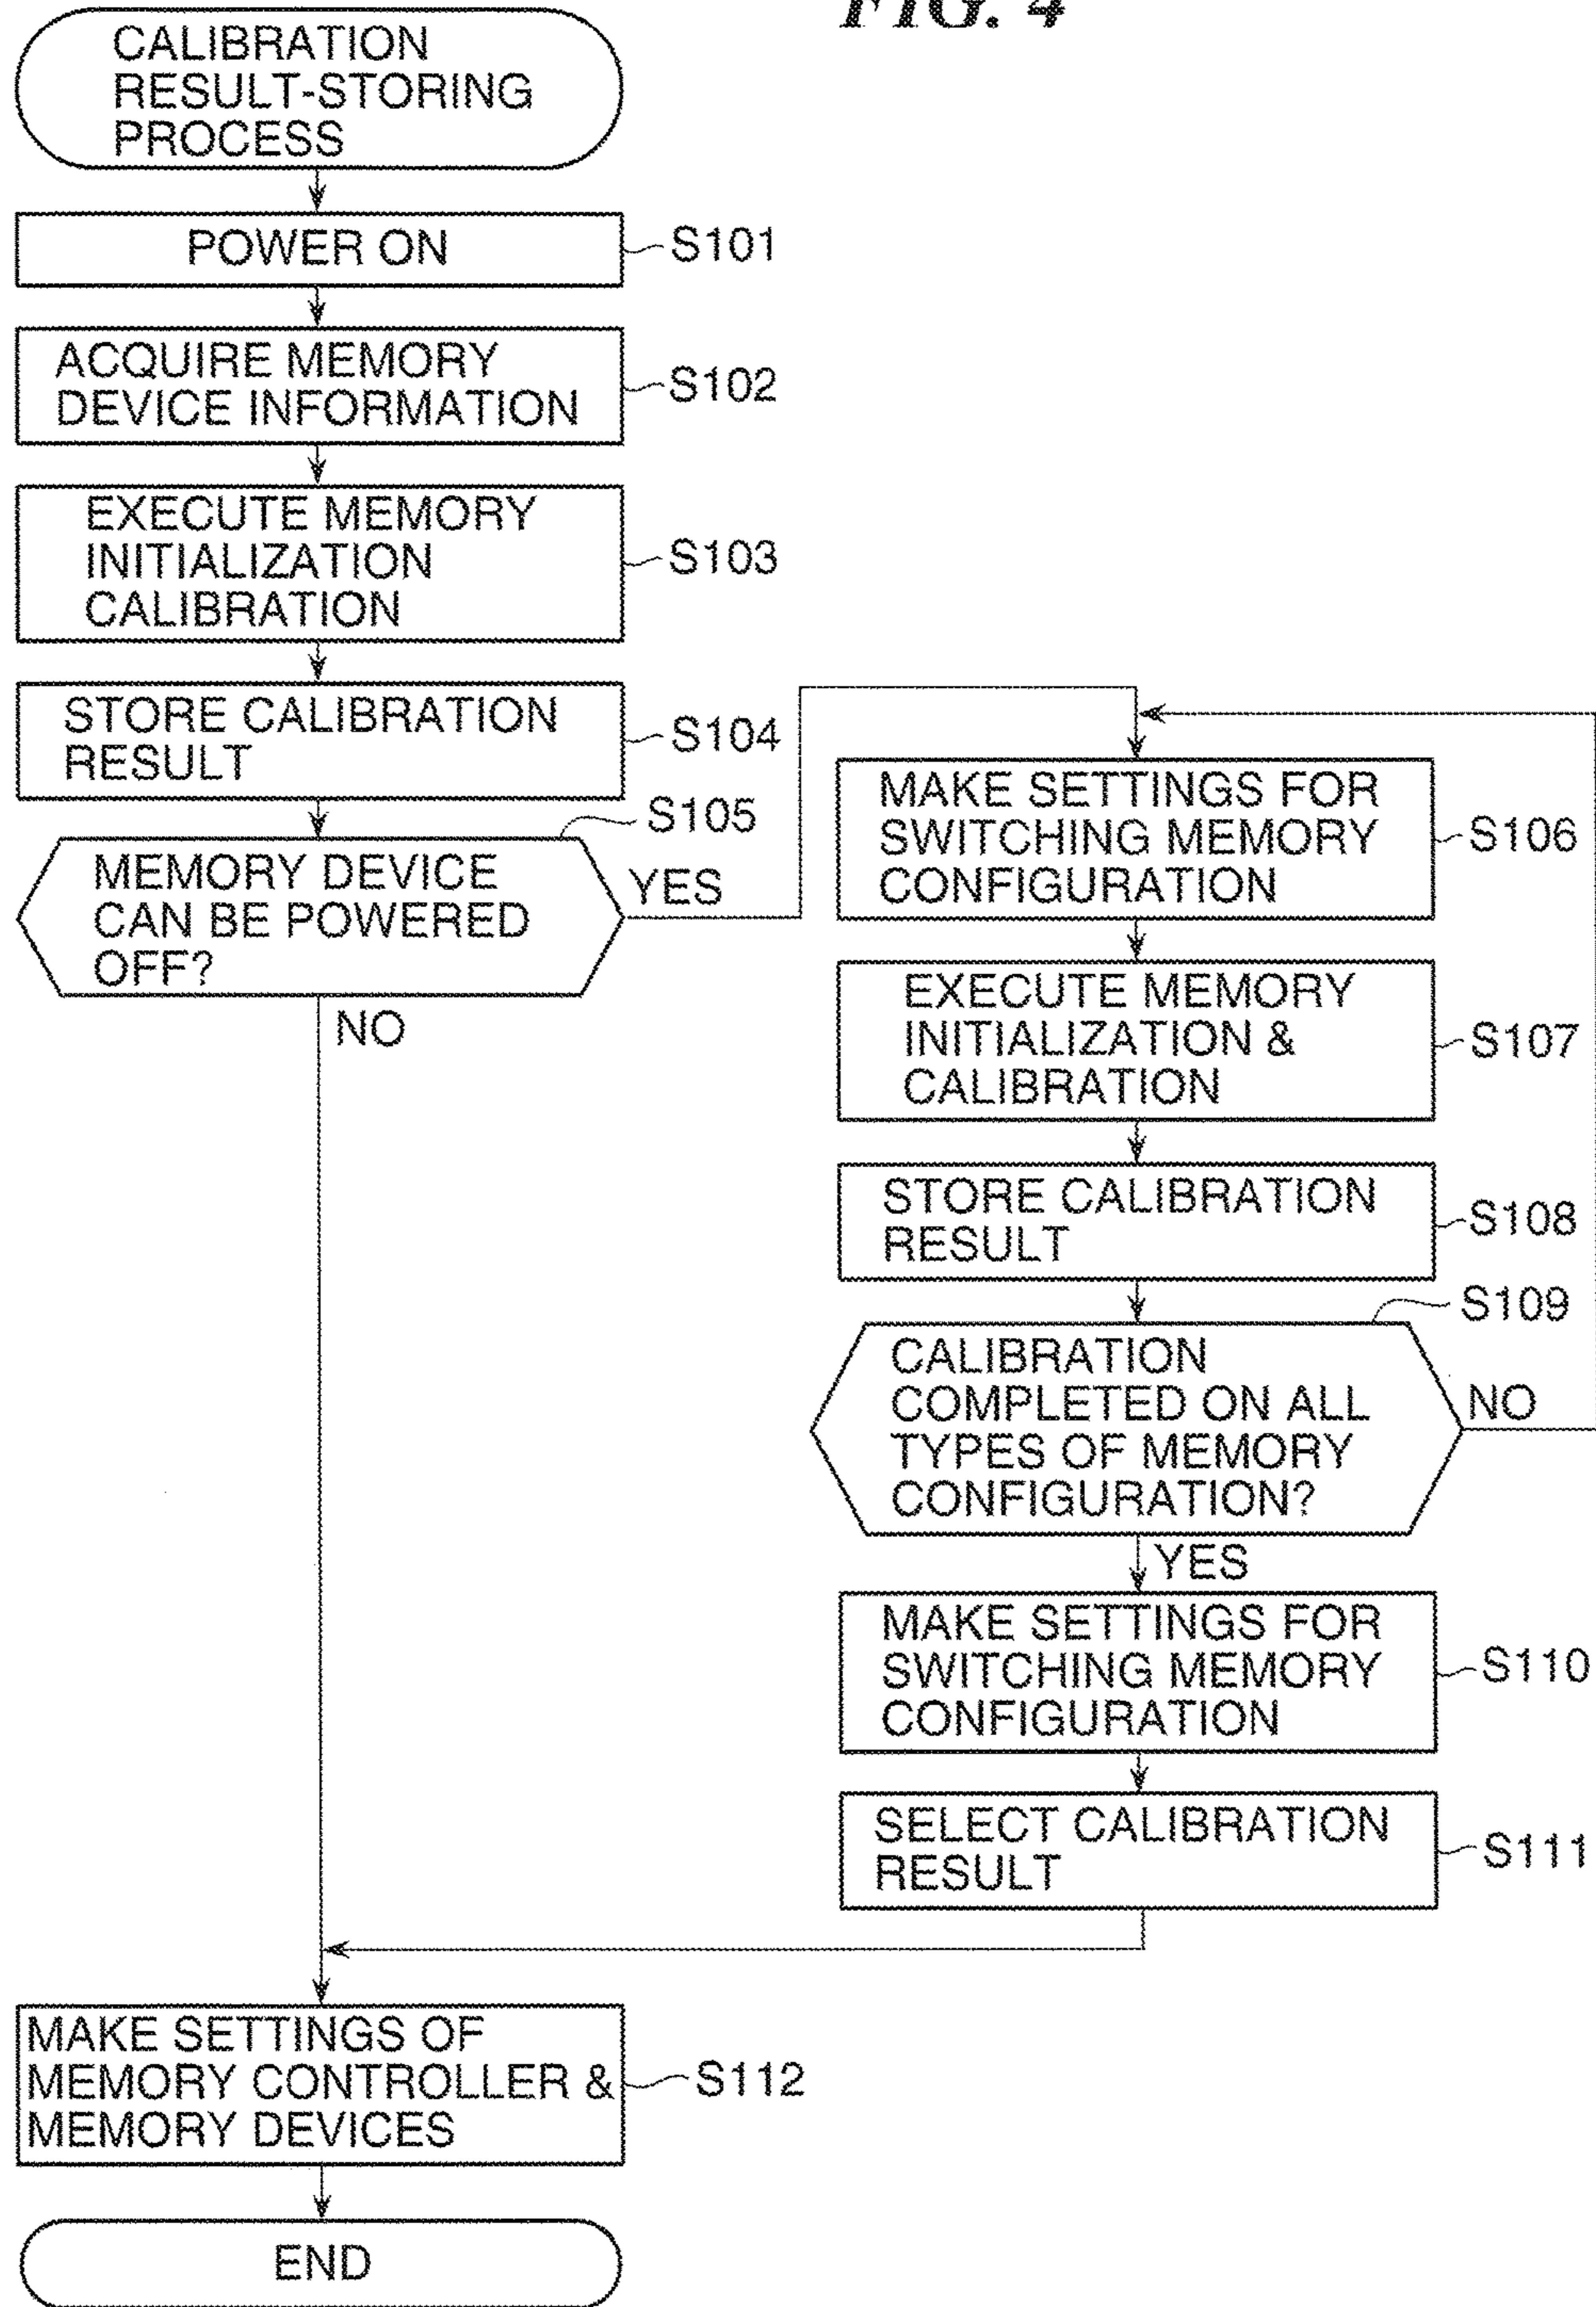 FIG. 4
CALIBRATION
RESULT-STORING
PROCESS
POWER ON
S101
ACQUIRE MEMORY
DEVICE INFORMATION
S102
EXECUTE MEMORY
INITIALIZATION
CALIBRATION
S103
STORE CALIBRATION
RESULT
S104
S105
MEMORY DEVICE
CAN BE POWERED
OFF?
YES
NO
MAKE SETTINGS FOR
SWITCHING MEMORY
CONFIGURATION
S106
EXECUTE MEMORY
INITIALIZATION &
CALIBRATION
S107
STORE CALIBRATION
RESULT
S108
S109
CALIBRATION
COMPLETED ON ALL
TYPES OF MEMORY
CONFIGURATION?
NO
YES
MAKE SETTINGS FOR
SWITCHING MEMORY
CONFIGURATION
S110
SELECT CALIBRATION
RESULT
S111
MAKE SETTINGS OF
MEMORY CONTROLLER &
MEMORY DEVICES
S112
END